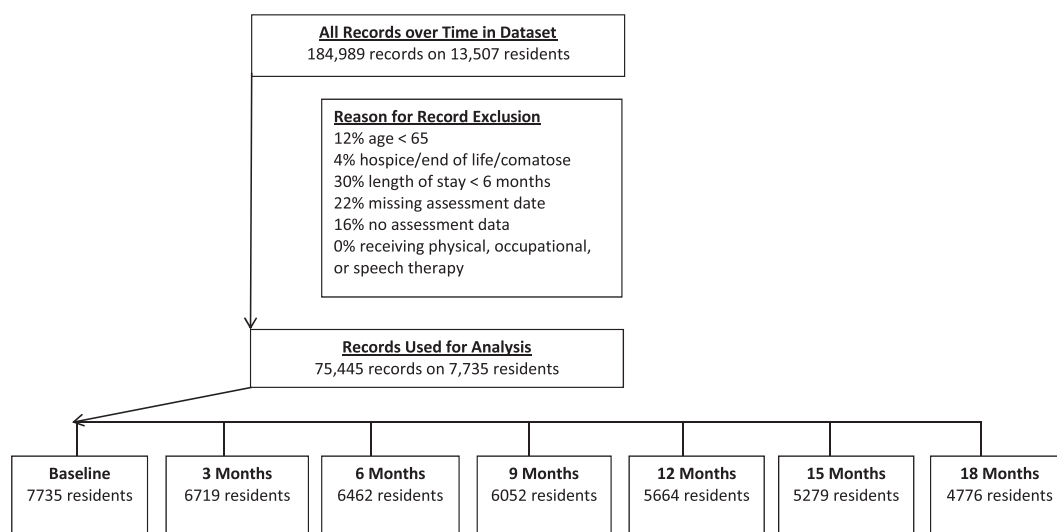 All Records over Time in Dataset
184,989 records on 13,507 residents
Reason for Record Exclusion
12% age < 65
4% hospice/end of life/comatose
30% length of stay < 6 months
22% missing assessment date
16% no assessment data
0% receiving physical, occupational,
or speech therapy
Records Used for Analysis
75,445 records on 7,735 residents
Baseline
7735 residents
3 Months
6719 residents
6 Months
6462 residents
9 Months
6052 residents
12 Months
5664 residents
15 Months
5279 residents
18 Months
4776 residents